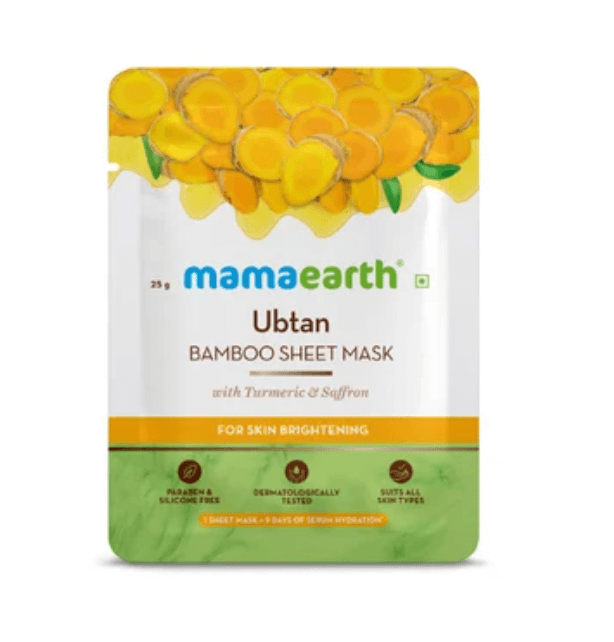 25 g
mamaearth®
Ubtan
BAMBOO SHEET MASK
with Turmeric & Saffron
FOR SKIN BRIGHTENING
PARABEN &
SILICONE FREE
DERMATOLOGICALLY
TESTED
SUITS ALL
SKIN TYPES
1 SHEET MASK = 9 DAYS OF SERUM HYDRATION*